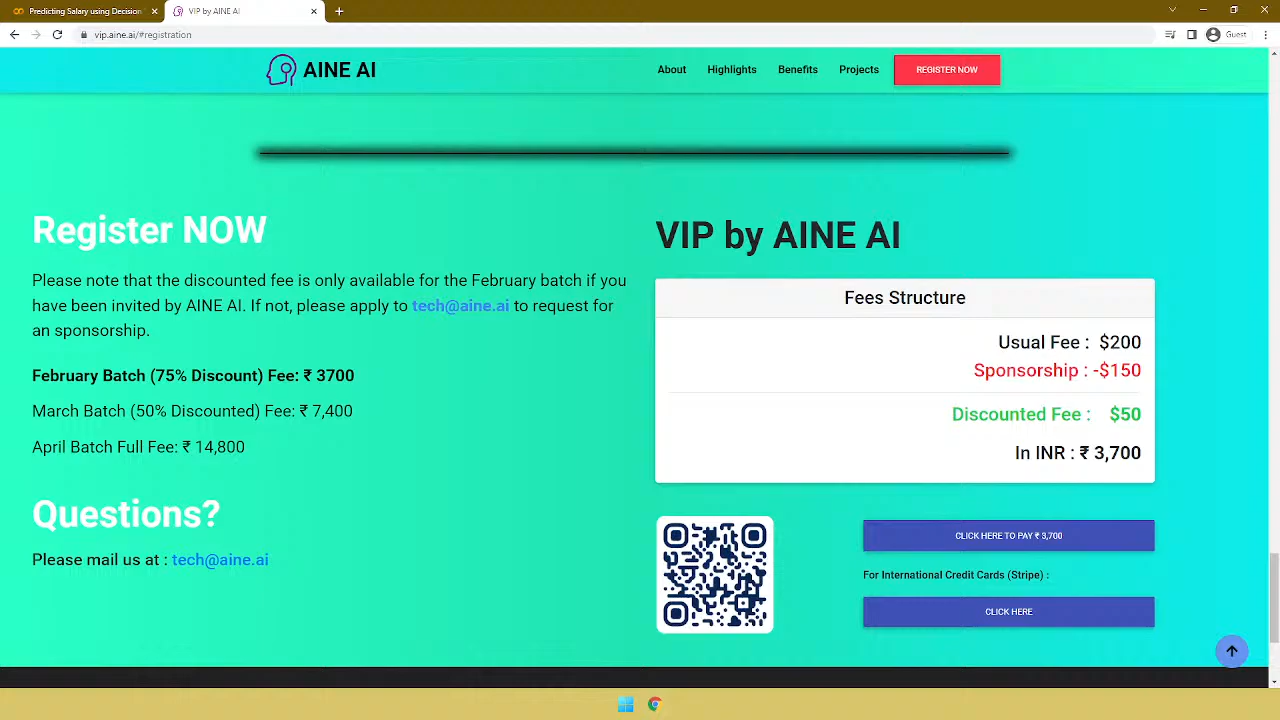 Predicting Salary using Decision
VIP by AINE AI
vip.aine.ai/#registration
Guest
AINE AI
About
Highlights
Benefits
Projects
REGISTER NOW
Register NOW
Please note that the discounted fee is only available for the February batch if you
have been invited by AINE AI. If not, please apply to tech@aine.ai to request for
an sponsorship.
February Batch (75% Discount) Fee: ₹ 3700
March Batch (50% Discounted) Fee: ₹ 7,400
April Batch Full Fee: ₹ 14,800
Questions?
Please mail us at : tech@aine.ai
VIP by AINE AI
Fees Structure
Usual Fee : $200
Sponsorship : -$150
Discounted Fee : $50
In INR : ₹ 3,700
CLICK HERE TO PAY ₹ 3,700
For International Credit Cards (Stripe) :
CLICK HERE